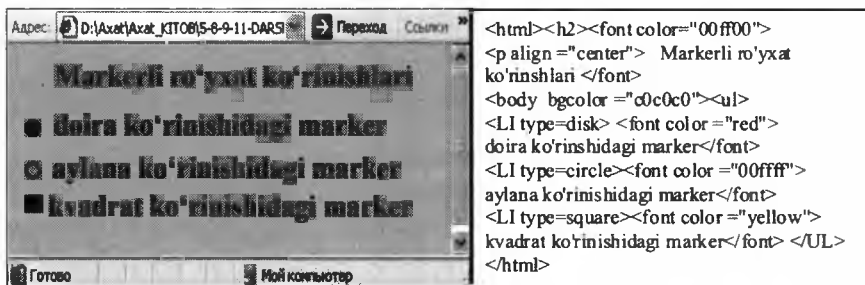 Адрес: D:\Axat\Axat_KITOB\5-8-9-11-DARSI Переход Ссылки »
Markerli ro‘yxat ko‘rinishlari
doira ko‘rinishidagi marker
aylana ko‘rinishidagi marker
kvadrat ko‘rinishidagi marker
Готово Мой компьютер
<html><h2><font color="00ff00">
<p align ="center"> Markerli ro'yxat
ko'rinshlari </font>
<body bgcolor ="c0c0c0"><ul>
<LI type=disk> <font color ="red">
doira ko'rinshidagi marker</font>
<LI type=circle><font color ="00ffff">
aylana ko'rinishidagi marker</font>
<LI type=square><font color ="yellow">
kvadrat ko'rinishidagi marker</font> </UL>
</html>